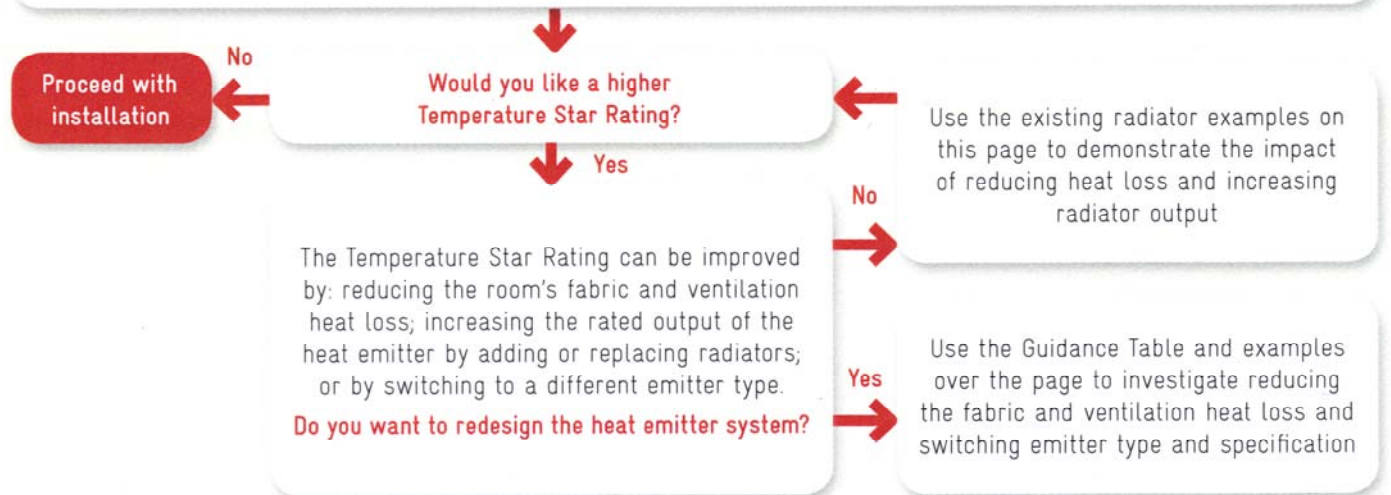 No
Proceed with
installation
Would you like a higher
Temperature Star Rating?
Yes
Use the existing radiator examples on
this page to demonstrate the impact
of reducing heat loss and increasing
radiator output
No
The Temperature Star Rating can be improved
by: reducing the room's fabric and ventilation
heat loss; increasing the rated output of the
heat emitter by adding or replacing radiators;
or by switching to a different emitter type.
Do you want to redesign the heat emitter system?
Yes
Use the Guidance Table and examples
over the page to investigate reducing
the fabric and ventilation heat loss and
switching emitter type and specification